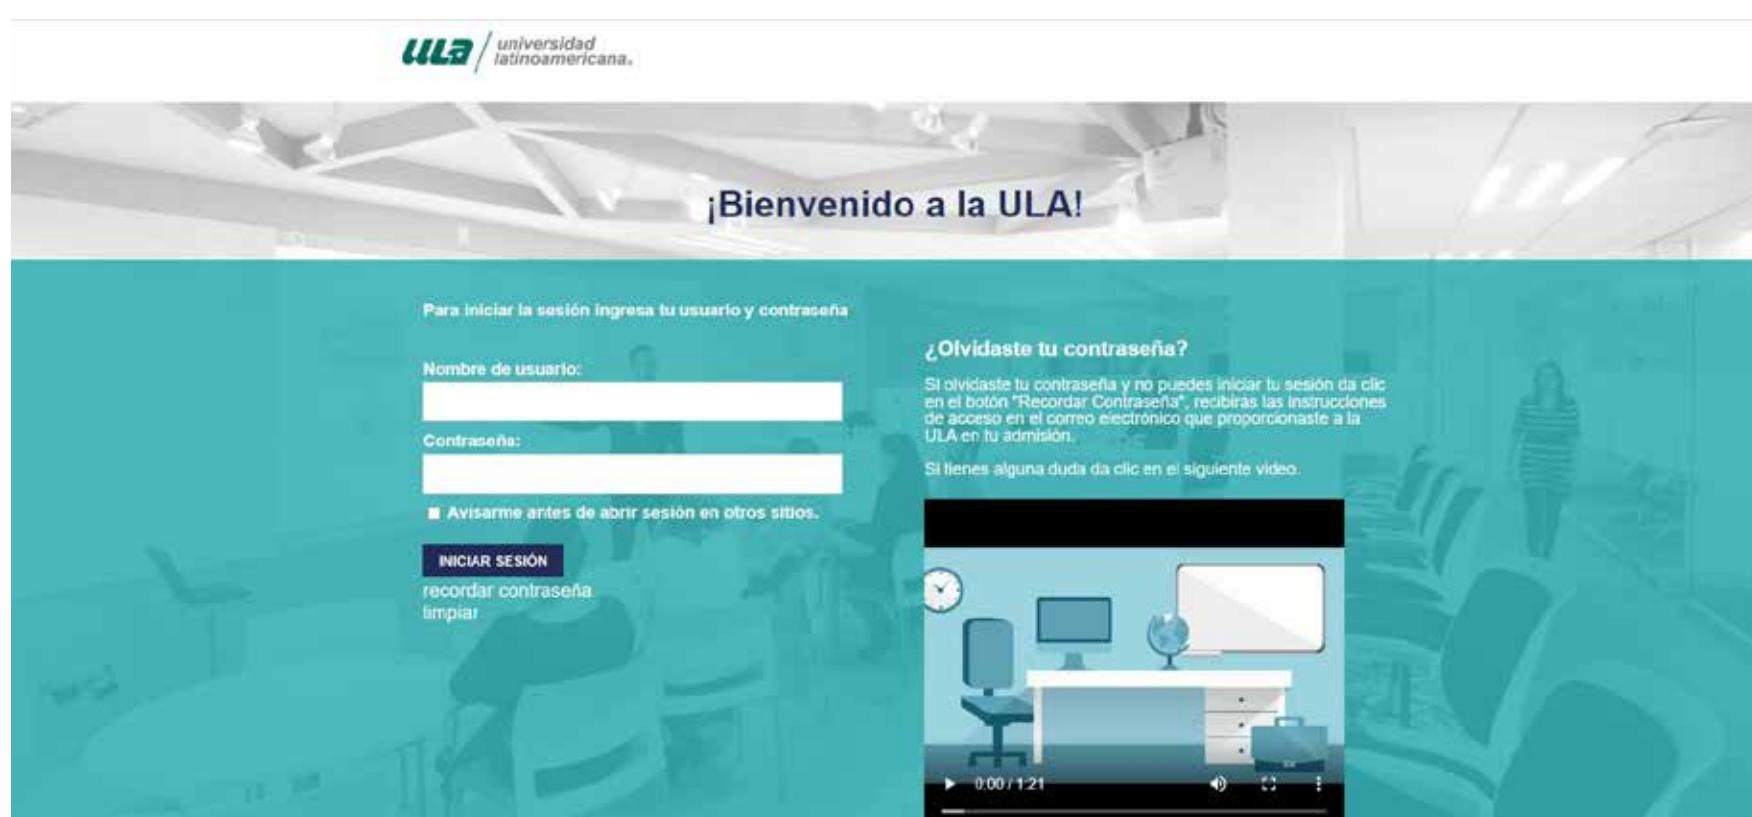 ULA universidad
latinoamericana®
¡Bienvenido a la ULA!
Para iniciar la sesión ingresa tu usuario y contraseña
Nombre de usuario:
Contraseña:
Avisarme antes de abrir sesión en otros sitios.
INICIAR SESIÓN
recordar contraseña
limpiar
¿Olvidaste tu contraseña?
Si olvidaste tu contraseña y no puedes iniciar tu sesión da clic
en el botón "Recordar Contraseña", recibiras las instrucciones
de acceso en el correo electrónico que proporcionaste a la
ULA en tu admisión.
Si tienes alguna duda da clic en el siguiente video.
0:00 / 1:21